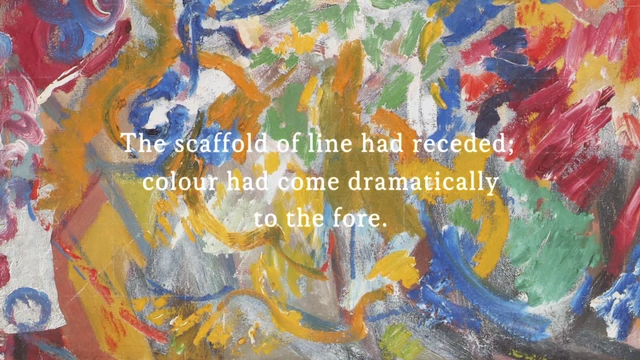 The scaffold of line had receded;
colour had come dramatically
to the fore.